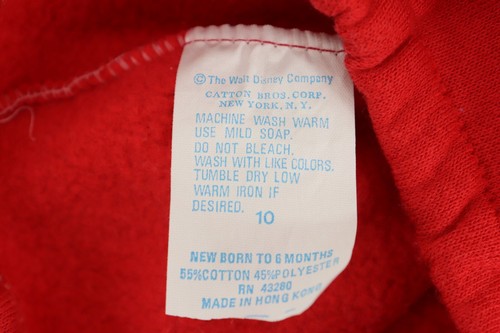 © The Walt Disney Company
CATTON BROS. CORP.
NEW YORK, N.Y.
MACHINE WASH WARM
USE MILD SOAP.
DO NOT BLEACH.
WASH WITH LIKE COLORS.
TUMBLE DRY LOW
WARM IRON IF
DESIRED. 10
NEW BORN TO 6 MONTHS
55%COTTON 45%POLYESTER
RN 43280
MADE IN HONG KONG